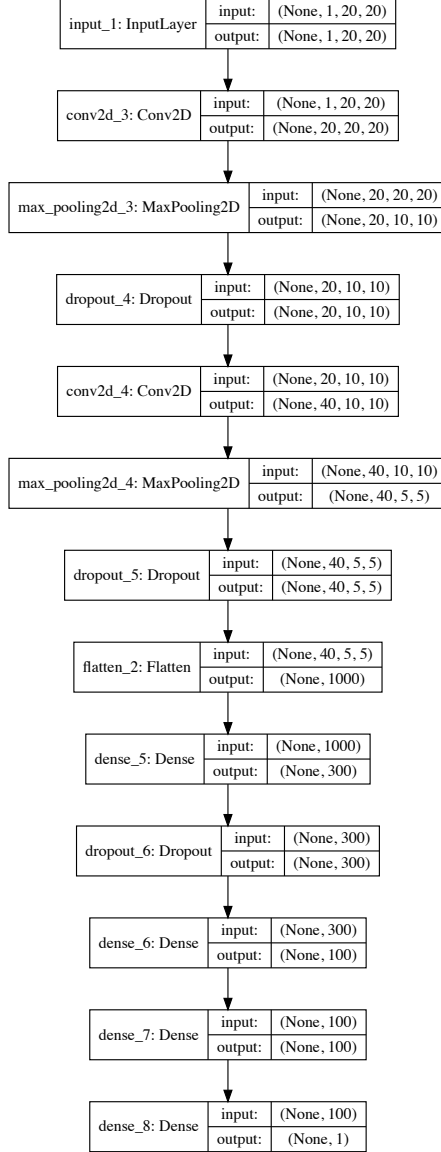 input_1: InputLayer
input: (None, 1, 20, 20)
output: (None, 1, 20, 20)
conv2d_3: Conv2D
input: (None, 1, 20, 20)
output: (None, 20, 20, 20)
max_pooling2d_3: MaxPooling2D
input: (None, 20, 20, 20)
output: (None, 20, 10, 10)
dropout_4: Dropout
input: (None, 20, 10, 10)
output: (None, 20, 10, 10)
conv2d_4: Conv2D
input: (None, 20, 10, 10)
output: (None, 40, 10, 10)
max_pooling2d_4: MaxPooling2D
input: (None, 40, 10, 10)
output: (None, 40, 5, 5)
dropout_5: Dropout
input: (None, 40, 5, 5)
output: (None, 40, 5, 5)
flatten_2: Flatten
input: (None, 40, 5, 5)
output: (None, 1000)
dense_5: Dense
input: (None, 1000)
output: (None, 300)
dropout_6: Dropout
input: (None, 300)
output: (None, 300)
dense_6: Dense
input: (None, 300)
output: (None, 100)
dense_7: Dense
input: (None, 100)
output: (None, 100)
dense_8: Dense
input: (None, 100)
output: (None, 1)